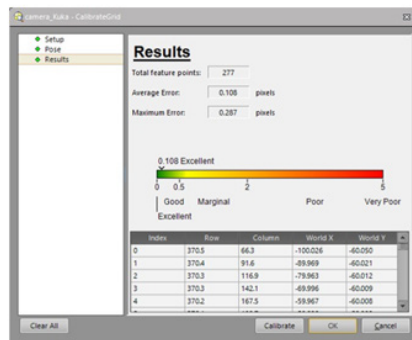 camera_Kuka - CalibrateGrid
Setup
Pose
Results
Results
Total feature points: 277
Average Error: 0.108 pixels
Maximum Error: 0.287 pixels
0.108 Excellent
0 0.5 2 5
Good Marginal Poor Very Poor
Excellent
Index Row Column World X World Y
0 370.5 66.3 -100.026 -60.050
1 370.4 91.6 -89.969 -60.021
2 370.3 116.9 -79.963 -60.012
3 370.3 142.1 -69.996 -60.009
4 370.2 167.5 -59.967 -60.008
Clear All Calibrate OK Cancel